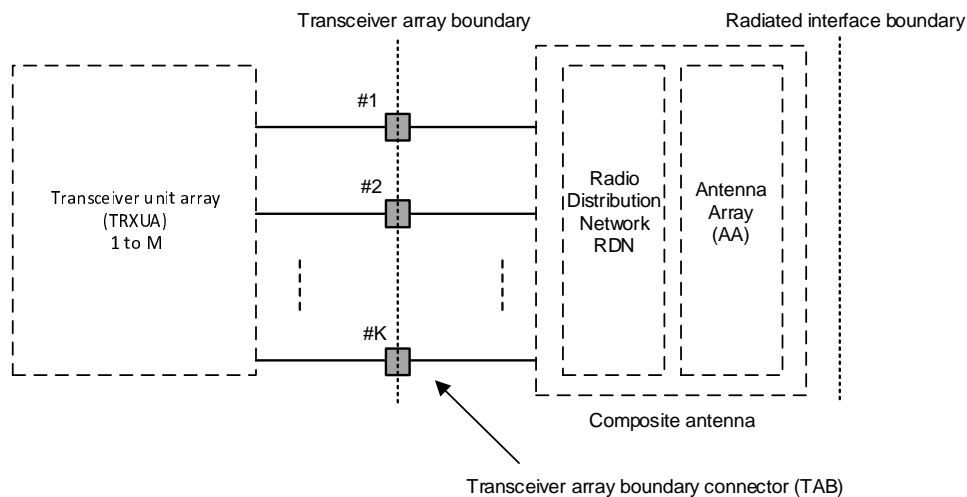 Transceiver array boundary
Radiated interface boundary
#1
#2
#K
Transceiver unit array
(TRXUA)
1 to M
Radio
Distribution
Network
RDN
Antenna
Array
(AA)
Composite antenna
Transceiver array boundary connector (TAB)